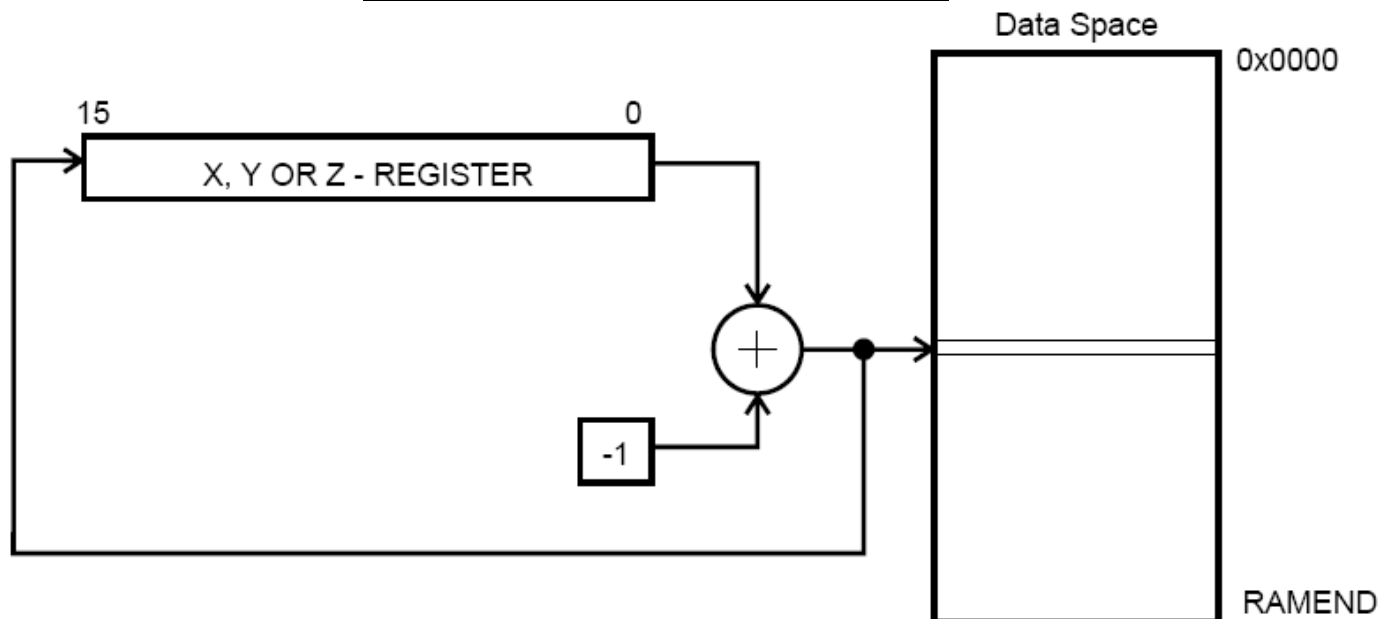 Data Space
0x0000
15
0
X, Y OR Z - REGISTER
-1
RAMEND